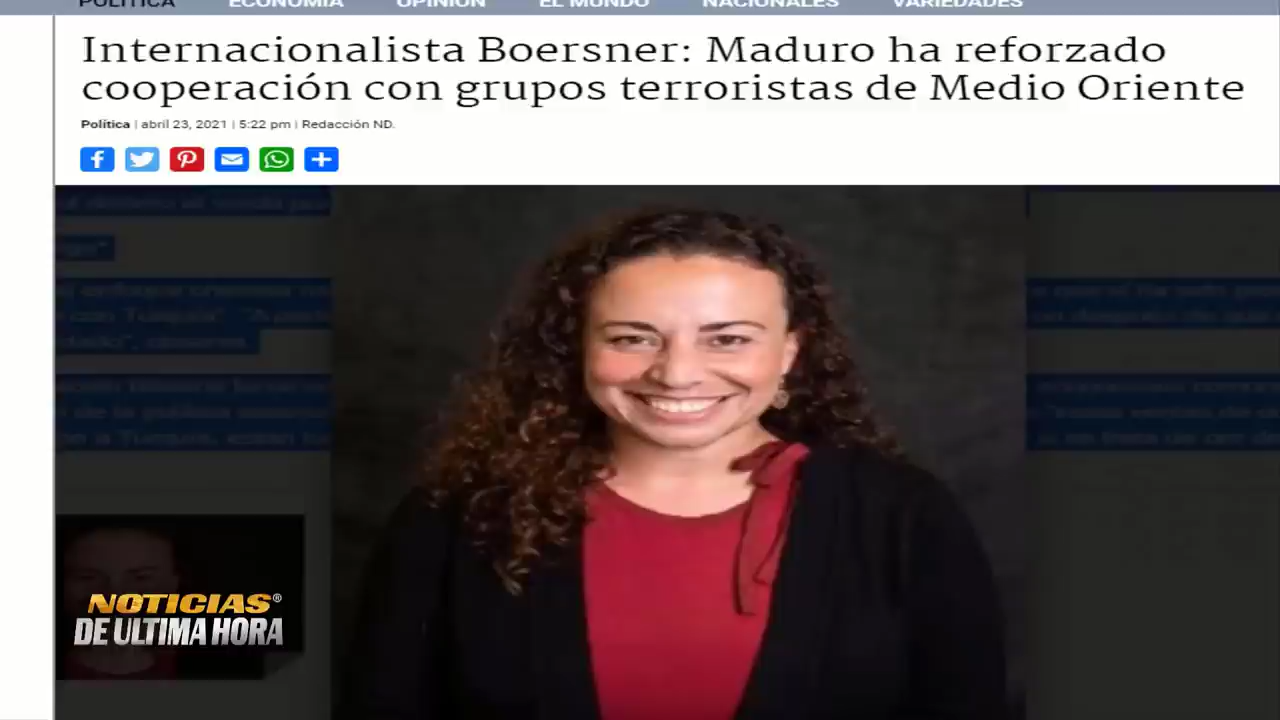 POLÍTICA ECONOMÍA OPINIÓN EL MUNDO NACIONALES VARIEDADES
Internacionalista Boersner: Maduro ha reforzado
cooperación con grupos terroristas de Medio Oriente
Política | abril 23, 2021 | 5:22 pm | Redacción ND.
NOTICIAS®
DE ULTIMA HORA